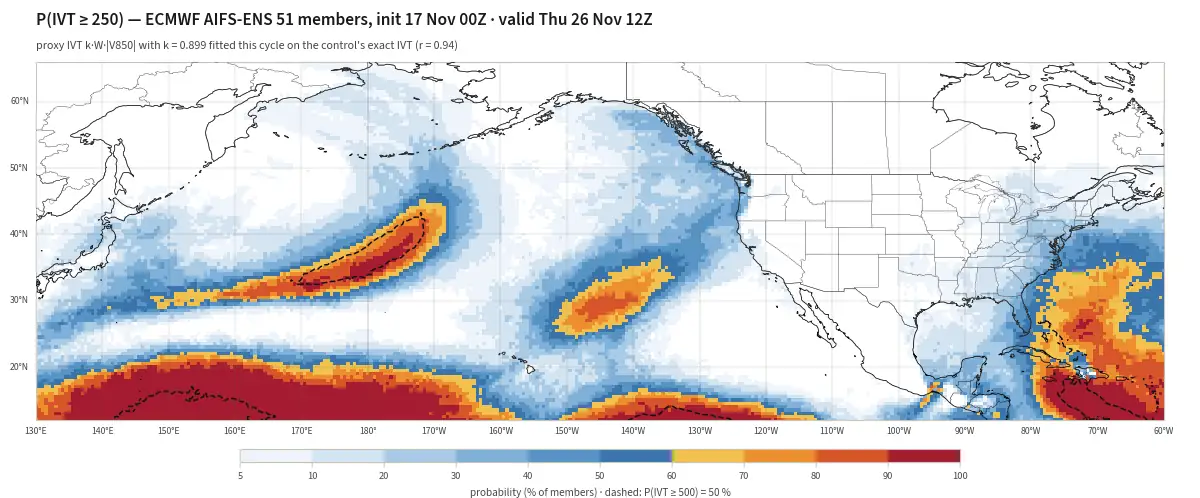 P(IVT ≥ 250) — ECMWF AIFS-ENS 51 members, init 17 Nov 00Z · valid Thu 26 Nov 12Z
proxy IVT k·W·|V850| with k = 0.899 fitted this cycle on the control's exact IVT (r = 0.94)
60°N
50°N
40°N
30°N
20°N
130°E 140°E 150°E 160°E 170°E 180° 170°W 160°W 150°W 140°W 130°W 120°W 110°W 100°W 90°W 80°W 70°W 60°W
5 10 20 30 40 50 60 70 80 90 100
probability (% of members) · dashed: P(IVT ≥ 500) = 50 %